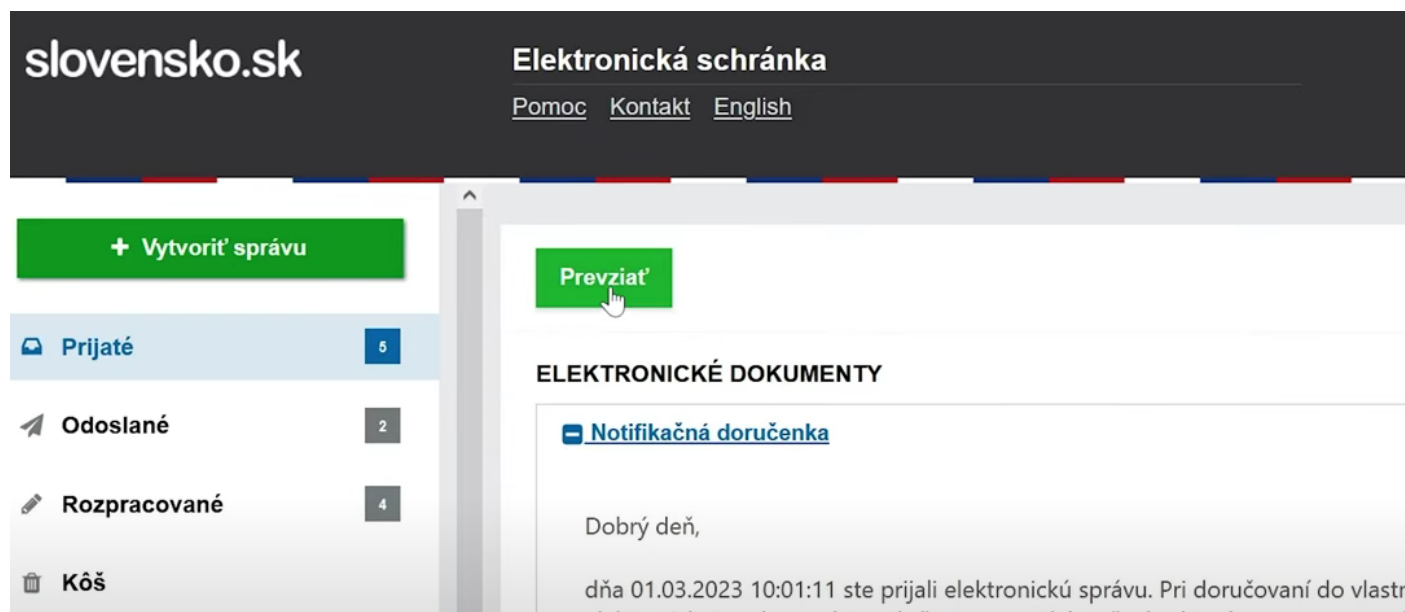 slovensko.sk
Elektronická schránka
Pomoc Kontakt English
+ Vytvoriť správu
Prijaté 5
Odoslané 2
Rozpracované 4
Kôš
Prevziať
ELEKTRONICKÉ DOKUMENTY
Notifikačná doručenka
Dobrý deň,
dňa 01.03.2023 10:01:11 ste prijali elektronickú správu. Pri doručovaní do